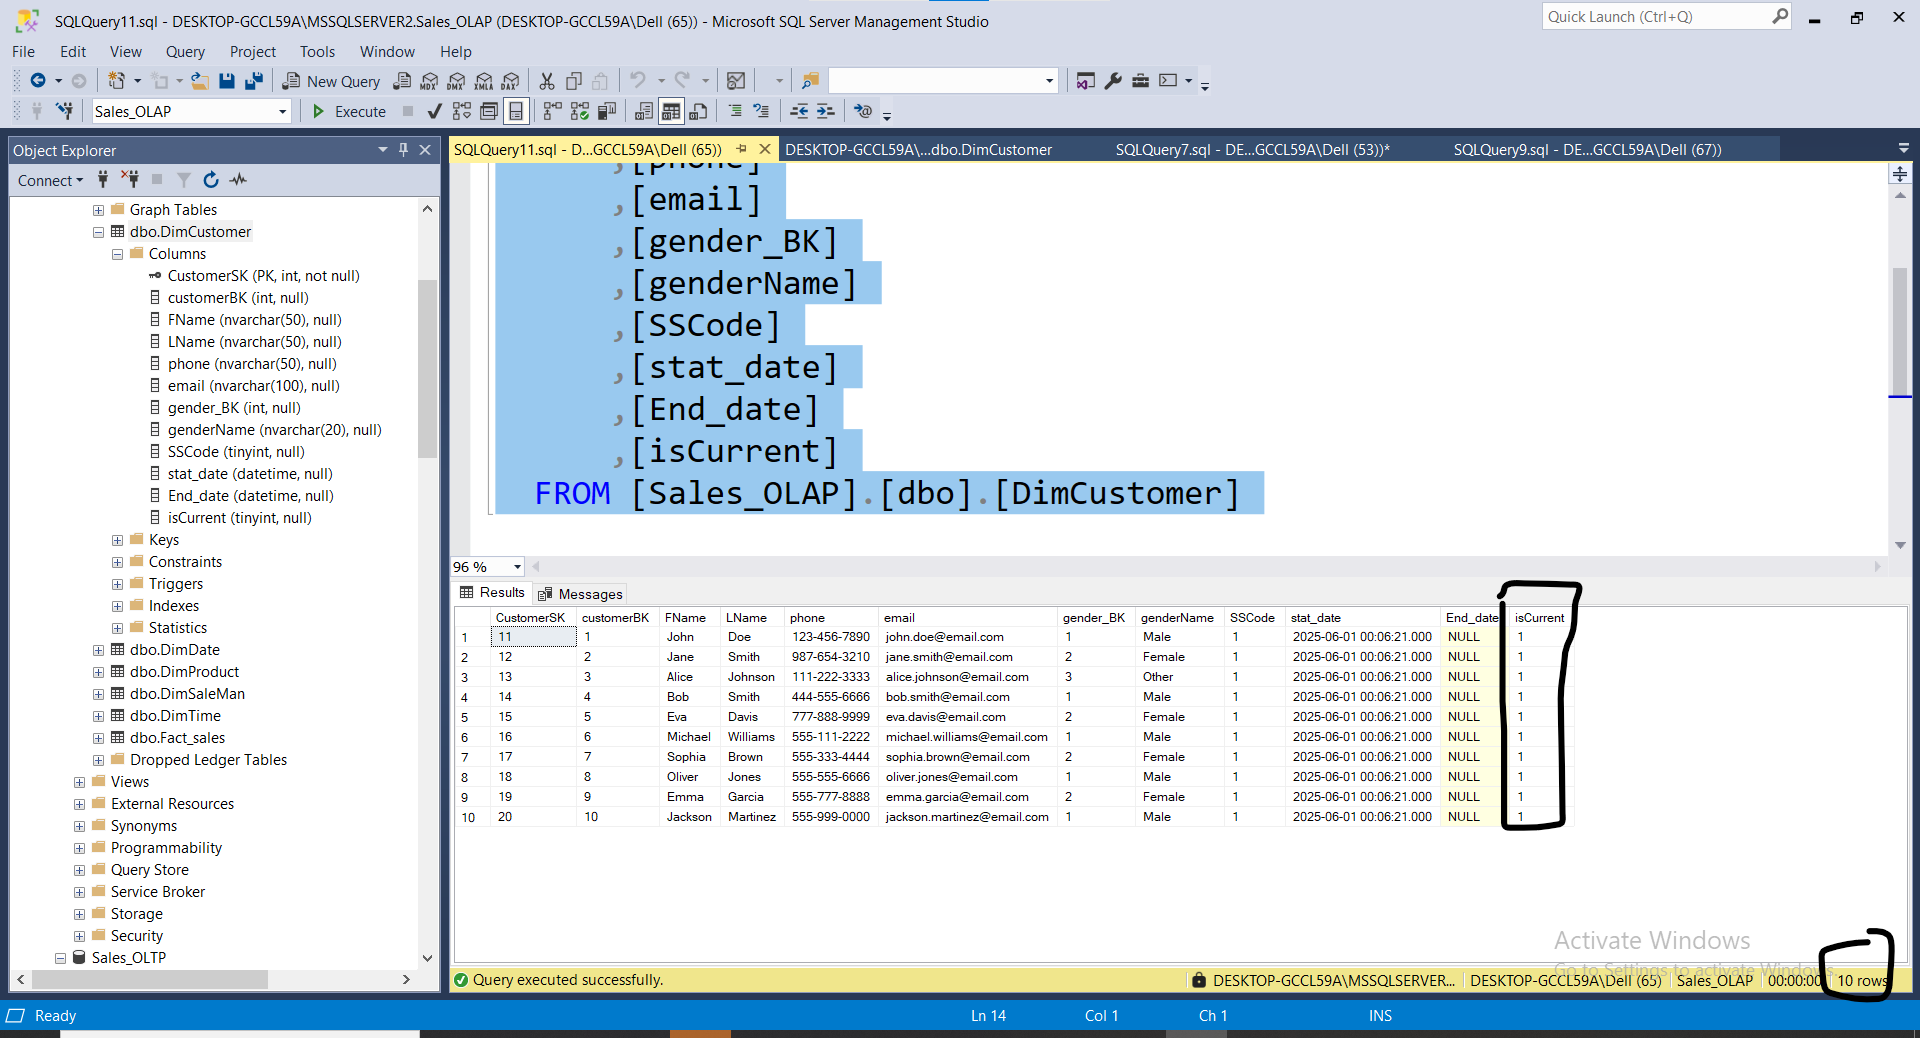 SQLQuery11.sql - DESKTOP-GCCL59A\MSSQLSERVER2.Sales_OLAP (DESKTOP-GCCL59A\Dell (65)) - Microsoft SQL Server Management Studio
Quick Launch (Ctrl+Q)
File Edit View Query Project Tools Window Help
New Query MDX DMX XMLA DAX
Sales_OLAP Execute
Object Explorer
SQLQuery11.sql - D...GCCL59A\Dell (65)) DESKTOP-GCCL59A\...dbo.DimCustomer SQLQuery7.sql - DE...GCCL59A\Dell (53))* SQLQuery9.sql - DE...GCCL59A\Dell (67))
Connect
Graph Tables
dbo.DimCustomer
Columns
CustomerSK (PK, int, not null)
customerBK (int, null)
FName (nvarchar(50), null)
LName (nvarchar(50), null)
phone (nvarchar(50), null)
email (nvarchar(100), null)
gender_BK (int, null)
genderName (nvarchar(20), null)
SSCode (tinyint, null)
stat_date (datetime, null)
End_date (datetime, null)
isCurrent (tinyint, null)
Keys
Constraints
Triggers
Indexes
Statistics
dbo.DimDate
dbo.DimProduct
dbo.DimSaleMan
dbo.DimTime
dbo.Fact_sales
Dropped Ledger Tables
Views
External Resources
Synonyms
Programmability
Query Store
Service Broker
Storage
Security
Sales_OLTP
,[phone]
,[email]
,[gender_BK]
,[genderName]
,[SSCode]
,[stat_date]
,[End_date]
,[isCurrent]
FROM [Sales_OLAP].[dbo].[DimCustomer]
96 %
Results Messages
CustomerSK customerBK FName LName phone email gender_BK genderName SSCode stat_date End_date isCurrent
1 11 1 John Doe 123-456-7890 john.doe@email.com 1 Male 1 2025-06-01 00:06:21.000 NULL 1
2 12 2 Jane Smith 987-654-3210 jane.smith@email.com 2 Female 1 2025-06-01 00:06:21.000 NULL 1
3 13 3 Alice Johnson 111-222-3333 alice.johnson@email.com 3 Other 1 2025-06-01 00:06:21.000 NULL 1
4 14 4 Bob Smith 444-555-6666 bob.smith@email.com 1 Male 1 2025-06-01 00:06:21.000 NULL 1
5 15 5 Eva Davis 777-888-9999 eva.davis@email.com 2 Female 1 2025-06-01 00:06:21.000 NULL 1
6 16 6 Michael Williams 555-111-2222 michael.williams@email.com 1 Male 1 2025-06-01 00:06:21.000 NULL 1
7 17 7 Sophia Brown 555-333-4444 sophia.brown@email.com 2 Female 1 2025-06-01 00:06:21.000 NULL 1
8 18 8 Oliver Jones 555-555-6666 oliver.jones@email.com 1 Male 1 2025-06-01 00:06:21.000 NULL 1
9 19 9 Emma Garcia 555-777-8888 emma.garcia@email.com 2 Female 1 2025-06-01 00:06:21.000 NULL 1
10 20 10 Jackson Martinez 555-999-0000 jackson.martinez@email.com 1 Male 1 2025-06-01 00:06:21.000 NULL 1
Activate Windows
Go to Settings to activate Windows.
Query executed successfully. DESKTOP-GCCL59A\MSSQLSERVER... DESKTOP-GCCL59A\Dell (65) Sales_OLAP 00:00:00 10 rows
Ready Ln 14 Col 1 Ch 1 INS